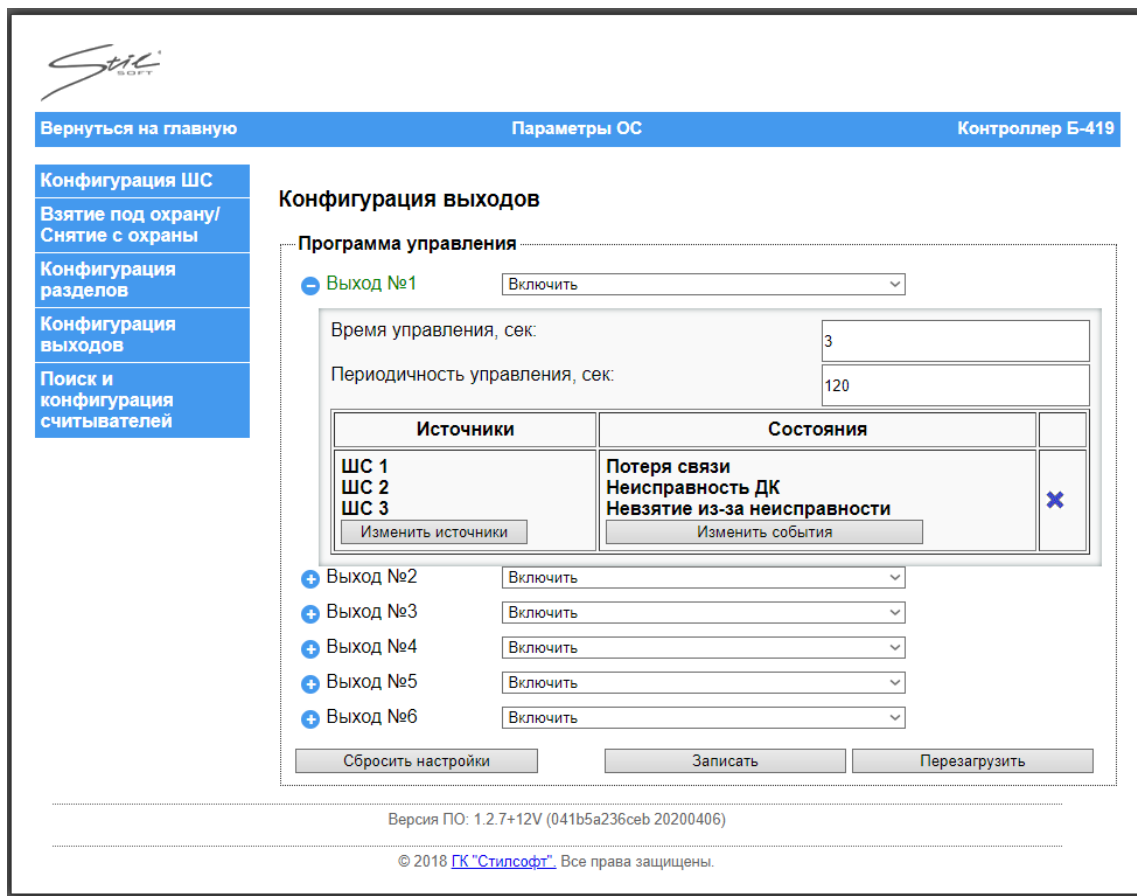 Stil
SOFT
Вернуться на главную Параметры ОС Контроллер Б-419
Конфигурация ШС
Взятие под охрану/
Снятие с охраны
Конфигурация
разделов
Конфигурация
выходов
Поиск и
конфигурация
считывателей
Конфигурация выходов
Программа управления
Выход №1 Включить
Время управления, сек: 3
Периодичность управления, сек: 120
Источники Состояния
ШС 1 Потеря связи
ШС 2 Неисправность ДК
ШС 3 Невзятие из-за неисправности
Изменить источники Изменить события
Выход №2 Включить
Выход №3 Включить
Выход №4 Включить
Выход №5 Включить
Выход №6 Включить
Сбросить настройки Записать Перезагрузить
Версия ПО: 1.2.7+12V (041b5a236ceb 20200406)
© 2018 ГК "Стилсофт". Все права защищены.